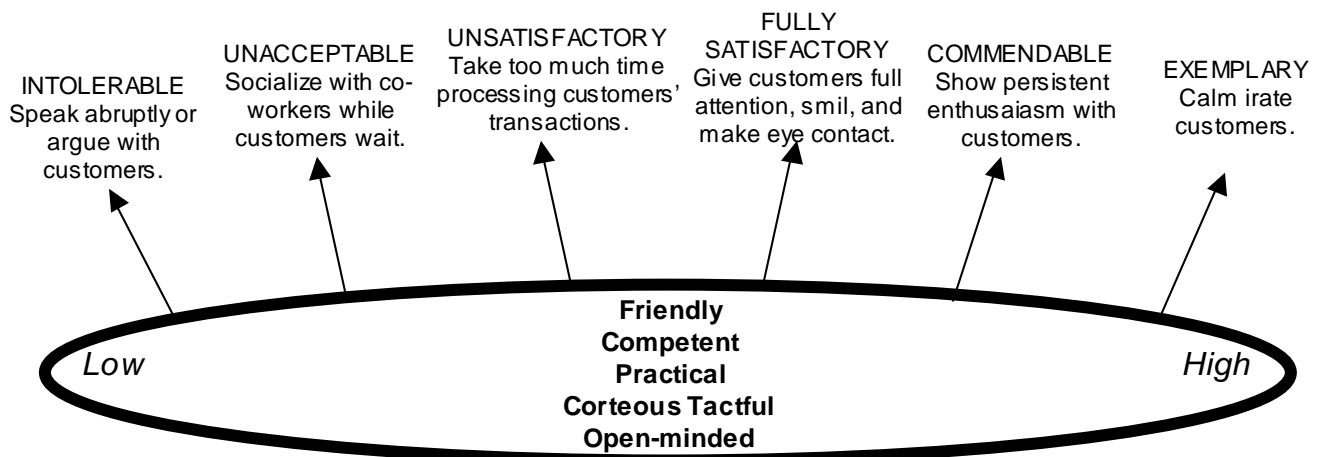 INTOLERABLE
Speak abruptly or
argue with
customers.
UNACCEPTABLE
Socialize with co-
workers while
customers wait.
UNSATISFACTORY
Take too much time
processing customers'
transactions.
FULLY
SATISFACTORY
Give customers full
attention, smil, and
make eye contact.
COMMENDABLE
Show persistent
enthusaiasm with
customers.
EXEMPLARY
Calm irate
customers.
Low
Friendly
Competent
Practical
Corteous Tactful
Open-minded
High